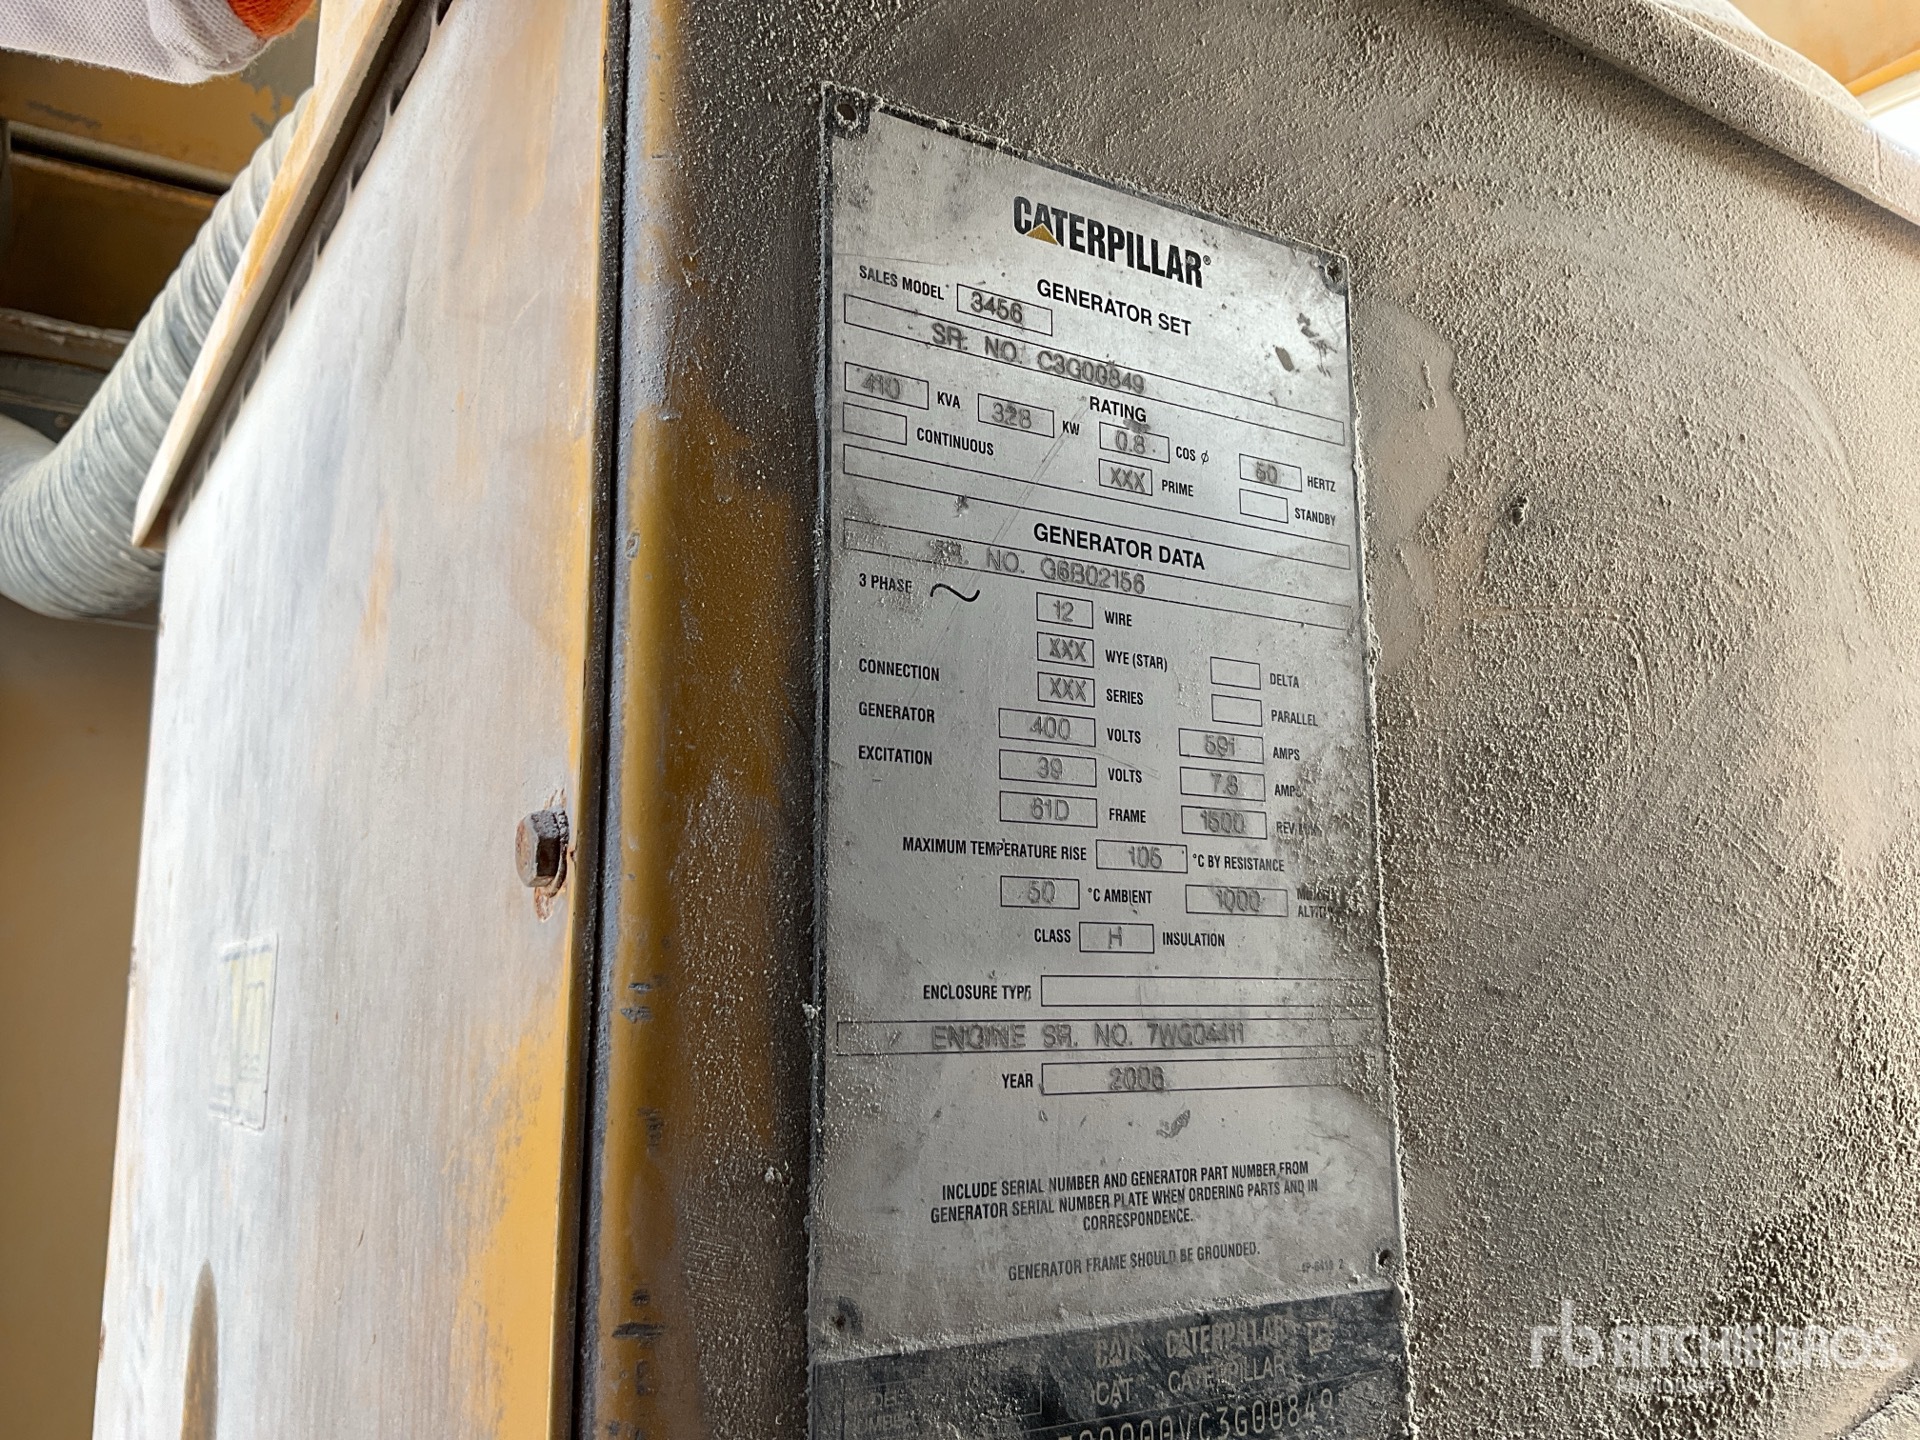 CATERPILLAR®
GENERATOR SET
SALES MODEL 3456
SR. NO. C3G00849
RATING
410 KVA 328 KW 0.8 COS φ 50 HERTZ
CONTINUOUS XXX PRIME STANDBY
GENERATOR DATA
SR. NO. G6B02156
3 PHASE ~ 12 WIRE
XXX WYE (STAR) DELTA
CONNECTION XXX SERIES PARALLEL
GENERATOR 400 VOLTS 591 AMPS
EXCITATION 39 VOLTS 7.8 AMPS
61D FRAME 1500 REV
MAXIMUM TEMPERATURE RISE 105 °C BY RESISTANCE
50 °C AMBIENT 1000
CLASS H INSULATION
ENCLOSURE TYPE
ENGINE SR. NO. 7WG04411
YEAR 2006
INCLUDE SERIAL NUMBER AND GENERATOR PART NUMBER FROM
GENERATOR SERIAL NUMBER PLATE WHEN ORDERING PARTS AND IN
CORRESPONDENCE.
GENERATOR FRAME SHOULD BE GROUNDED.
CATERPILLAR
CAT CATERPILLAR
NUMBER
VC3G00849
rb RITCHIE BROS.